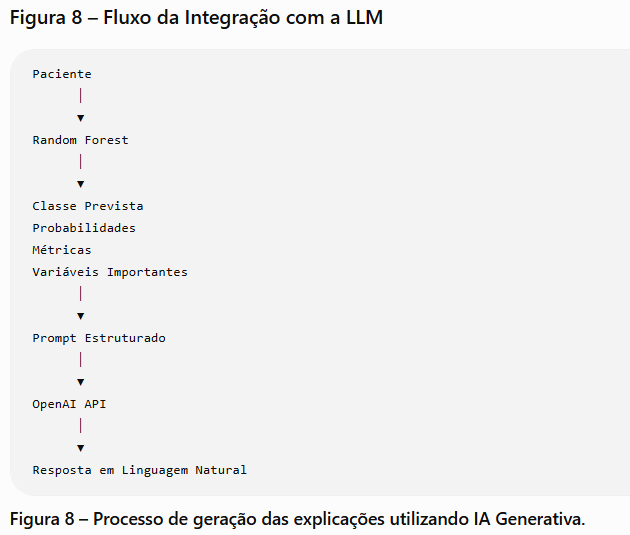 Figura 8 – Fluxo da Integração com a LLM
Paciente
│
▼
Random Forest
│
▼
Classe Prevista
Probabilidades
Métricas
Variáveis Importantes
│
▼
Prompt Estruturado
│
▼
OpenAI API
│
▼
Resposta em Linguagem Natural
Figura 8 – Processo de geração das explicações utilizando IA Generativa.